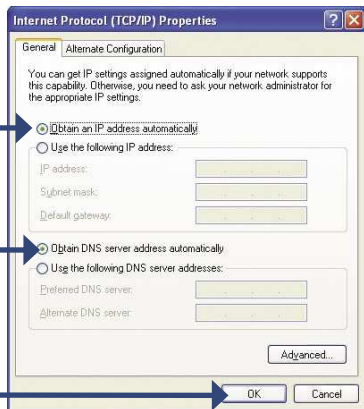 Internet Protocol (TCP/IP) Properties
General Alternate Configuration
You can get IP settings assigned automatically if your network supports
this capability. Otherwise, you need to ask your network administrator for
the appropriate IP settings.
Obtain an IP address automatically
Use the following IP address:
IP address:
Subnet mask:
Default gateway:
Obtain DNS server address automatically
Use the following DNS server addresses:
Preferred DNS server:
Alternate DNS server:
Advanced...
OK Cancel